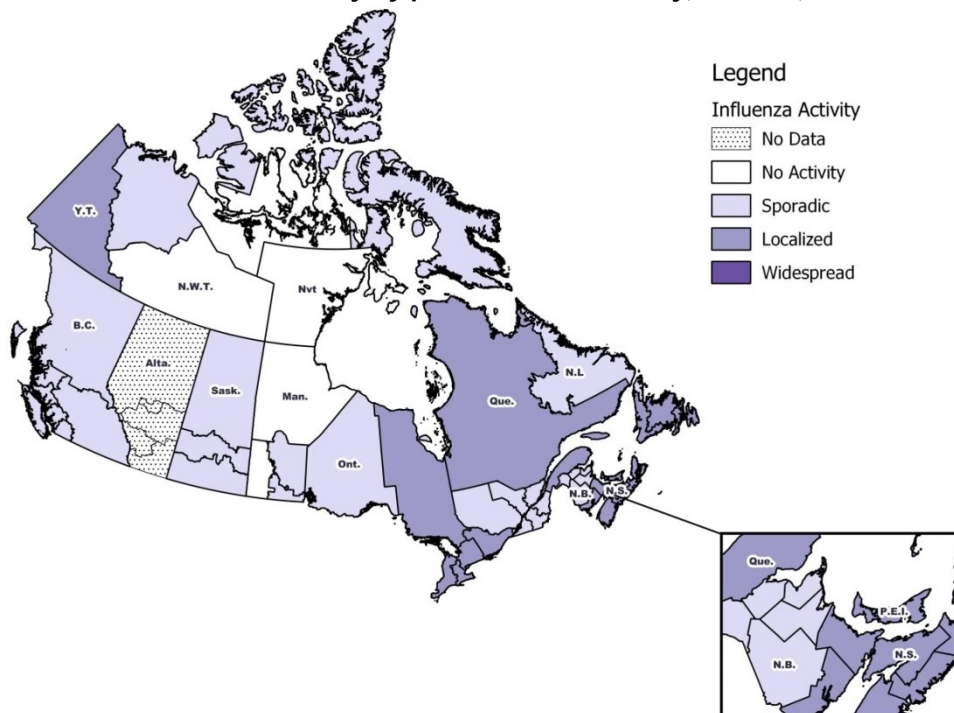 Legend
Influenza Activity
No Data
No Activity
Sporadic
Localized
Widespread
Y.T.
N.W.T.
Nvt
B.C.
Alta.
Sask.
Man.
Ont.
Que.
N.L
N.B.
N.S.
Que.
P.E.I.
N.S.
N.B.